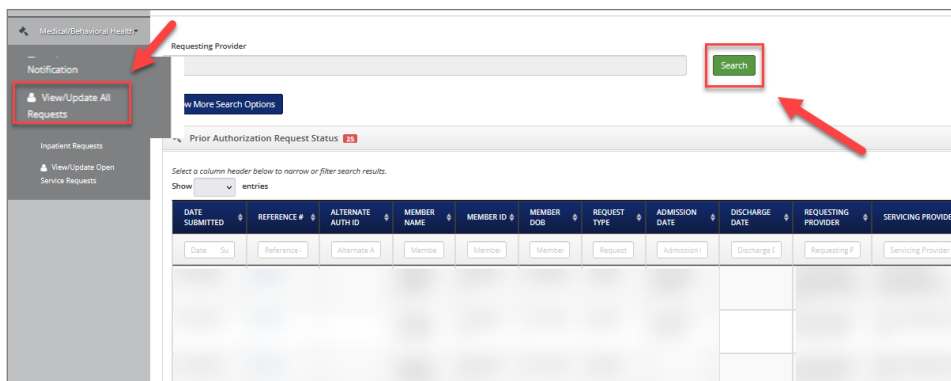 Medical/Behavioral Health
Notification
View/Update All
Requests
Inpatient Requests
View/Update Open
Service Requests
Requesting Provider
Search
w More Search Options
Prior Authorization Request Status 25
Select a column header below to narrow or filter search results.
Show entries
DATE SUBMITTED REFERENCE # ALTERNATE AUTH ID MEMBER NAME MEMBER ID MEMBER DOB REQUEST TYPE ADMISSION DATE DISCHARGE DATE REQUESTING PROVIDER SERVICING PROVIDE
Date Su Reference Alternate A Membe Member Member Request Admission Discharge Requesting P Servicing Provider